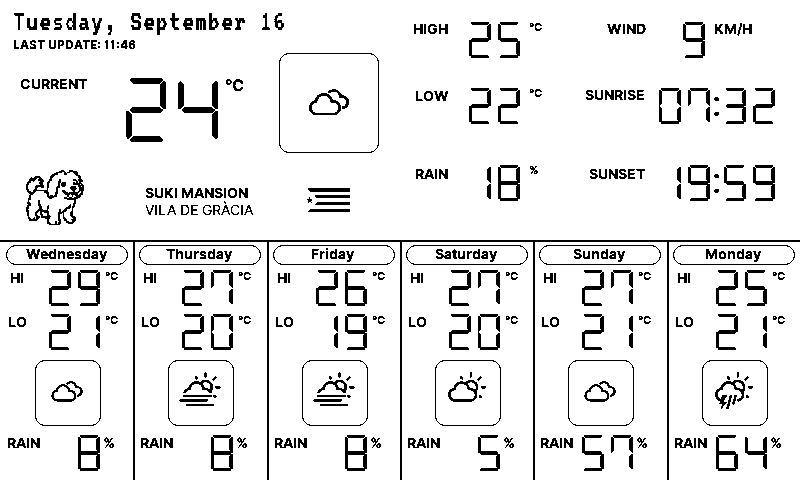 Tuesday, September 16
LAST UPDATE: 11:46
CURRENT 24 °C
SUKI MANSION
VILA DE GRÀCIA
HIGH 25 °C
WIND 9 KM/H
LOW 22 °C
SUNRISE 07:32
RAIN 18 %
SUNSET 19:59
Wednesday
HI 29 °C
LO 21 °C
RAIN 8 %
Thursday
HI 27 °C
LO 20 °C
RAIN 8 %
Friday
HI 26 °C
LO 19 °C
RAIN 8 %
Saturday
HI 27 °C
LO 20 °C
RAIN 5 %
Sunday
HI 27 °C
LO 21 °C
RAIN 57 %
Monday
HI 25 °C
LO 21 °C
RAIN 64 %